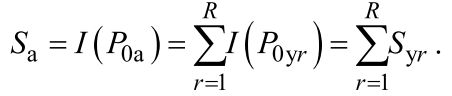 S_a = I(P_{0a}) = \sum_{r=1}^{R} I(P_{0yr}) = \sum_{r=1}^{R} S_{yr} .